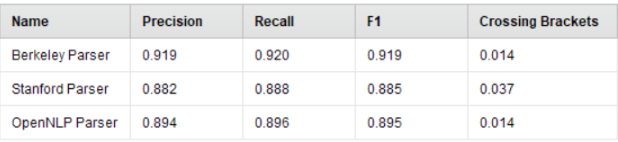 Name Precision Recall F1 Crossing Brackets
Berkeley Parser 0.919 0.920 0.919 0.014
Stanford Parser 0.882 0.888 0.885 0.037
OpenNLP Parser 0.894 0.896 0.895 0.014